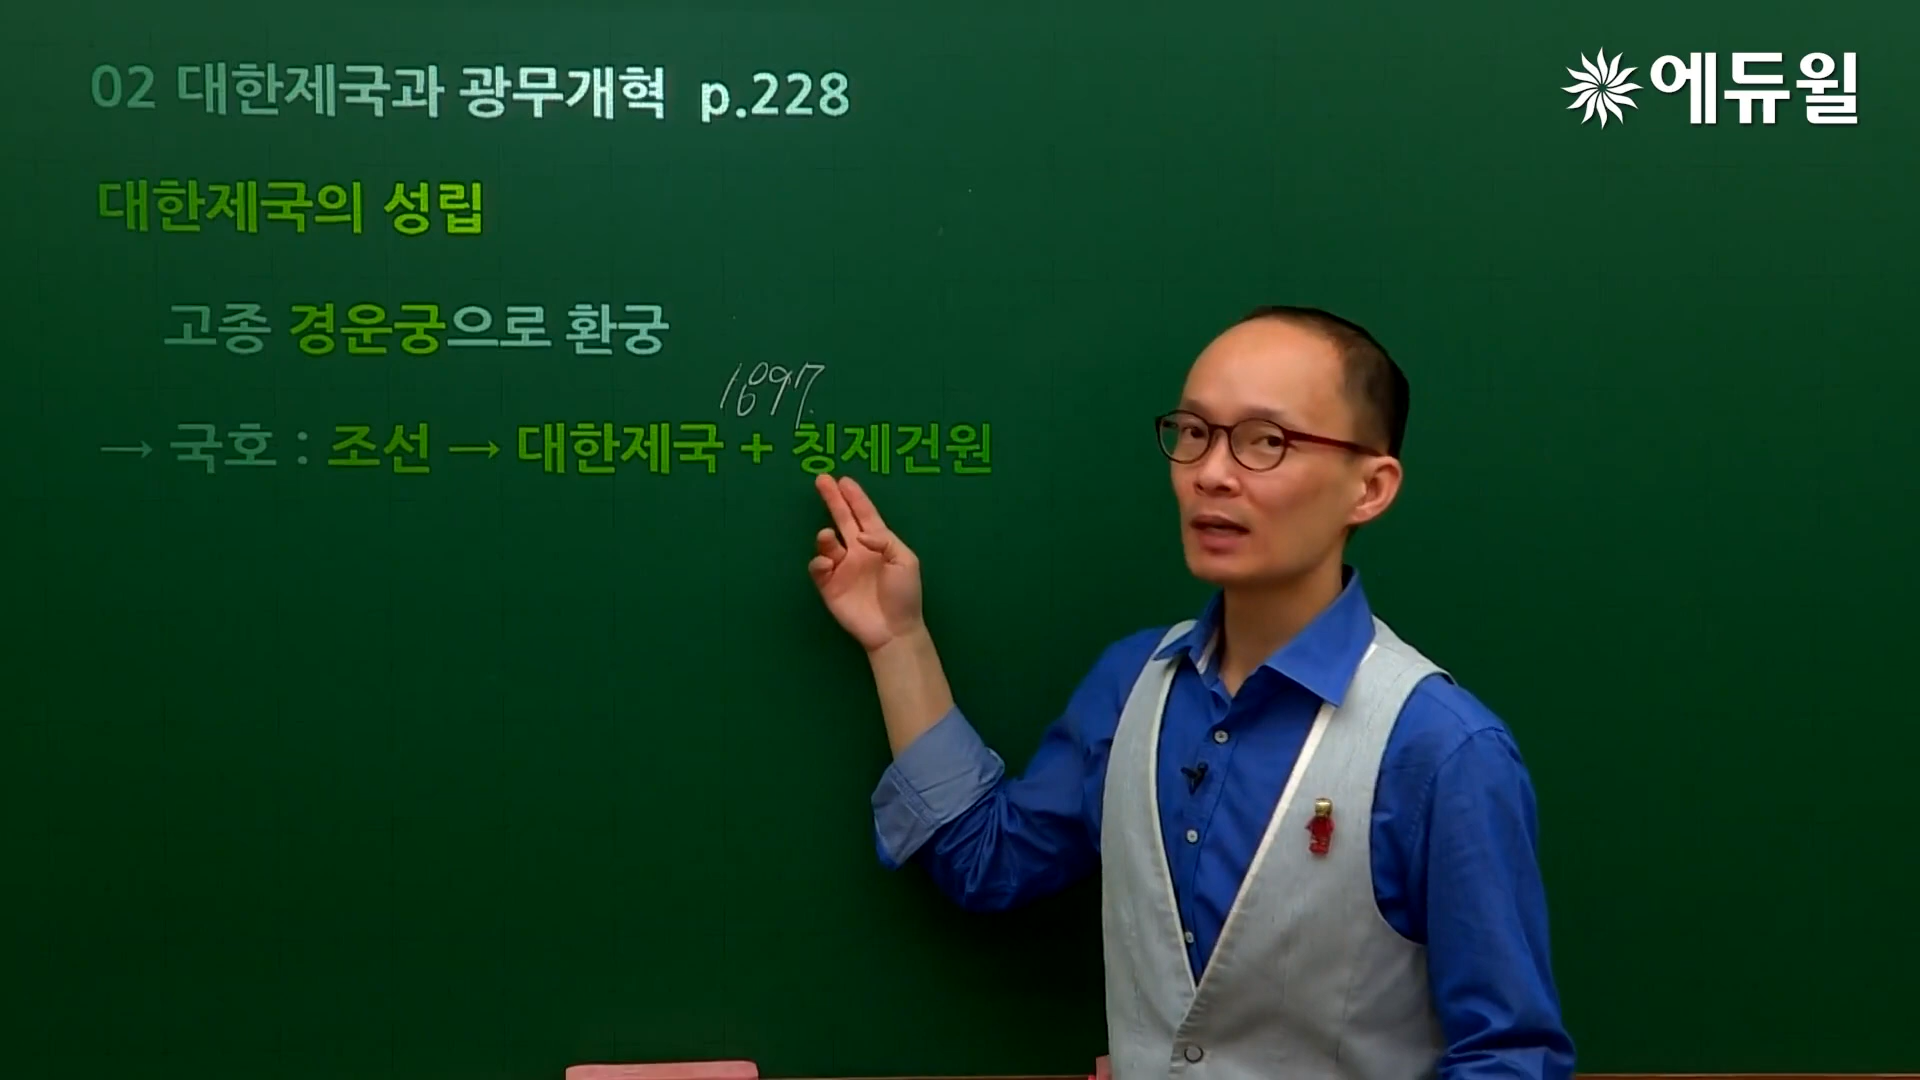 02 대한제국과 광무개혁 p.228
에듀윌
대한제국의 성립
고종 경운궁으로 환궁
1897
→ 국호 : 조선 → 대한제국 + 칭제건원